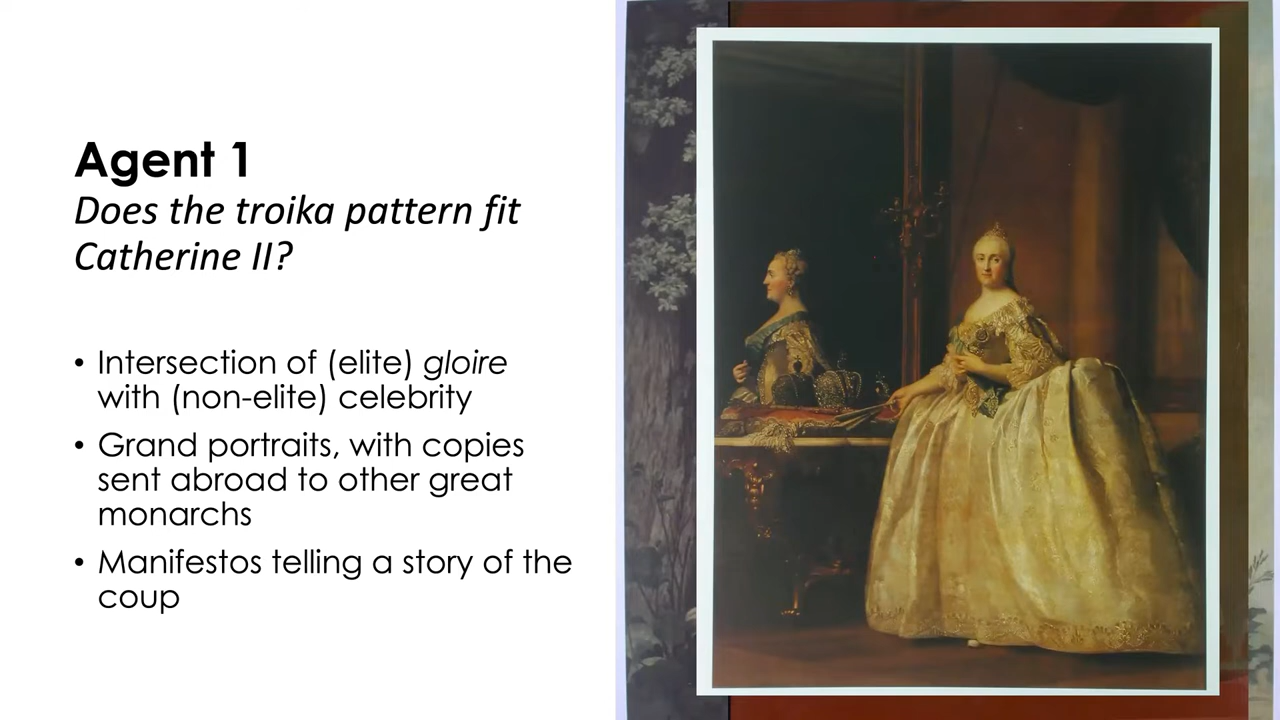 Agent 1
Does the troika pattern fit
Catherine II?
• Intersection of (elite) gloire
with (non-elite) celebrity
• Grand portraits, with copies
sent abroad to other great
monarchs
• Manifestos telling a story of the
coup